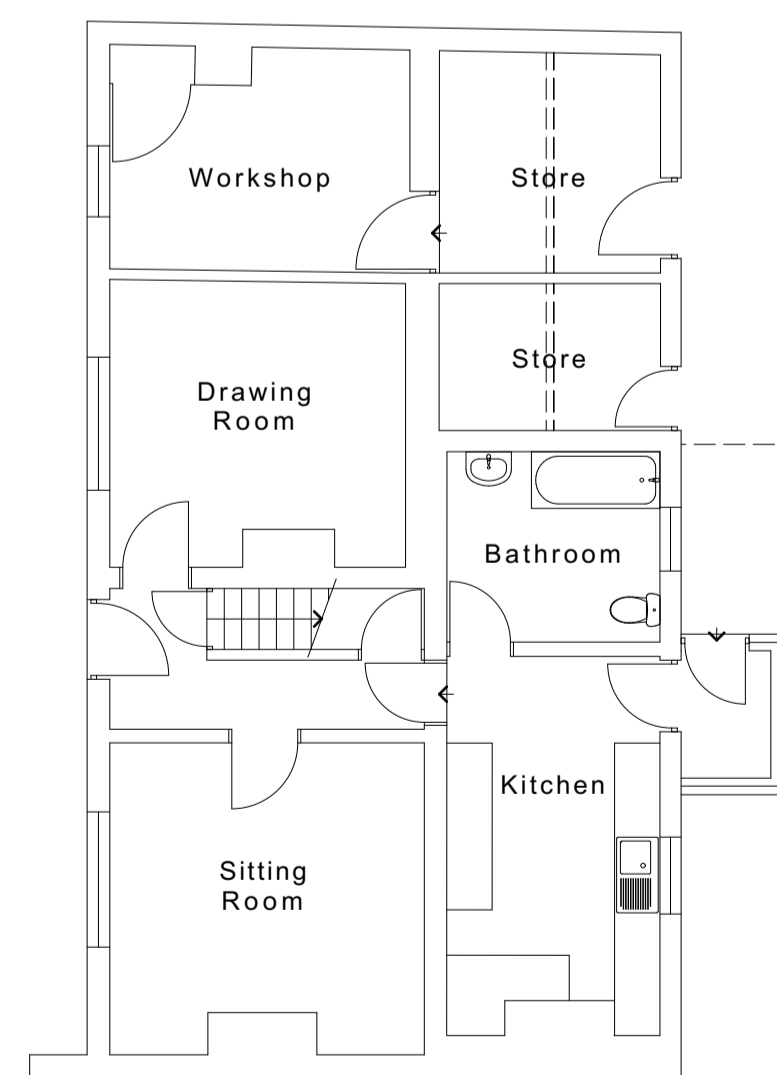 Workshop
Store
Store
Drawing
Room
Bathroom
Kitchen
Sitting
Room